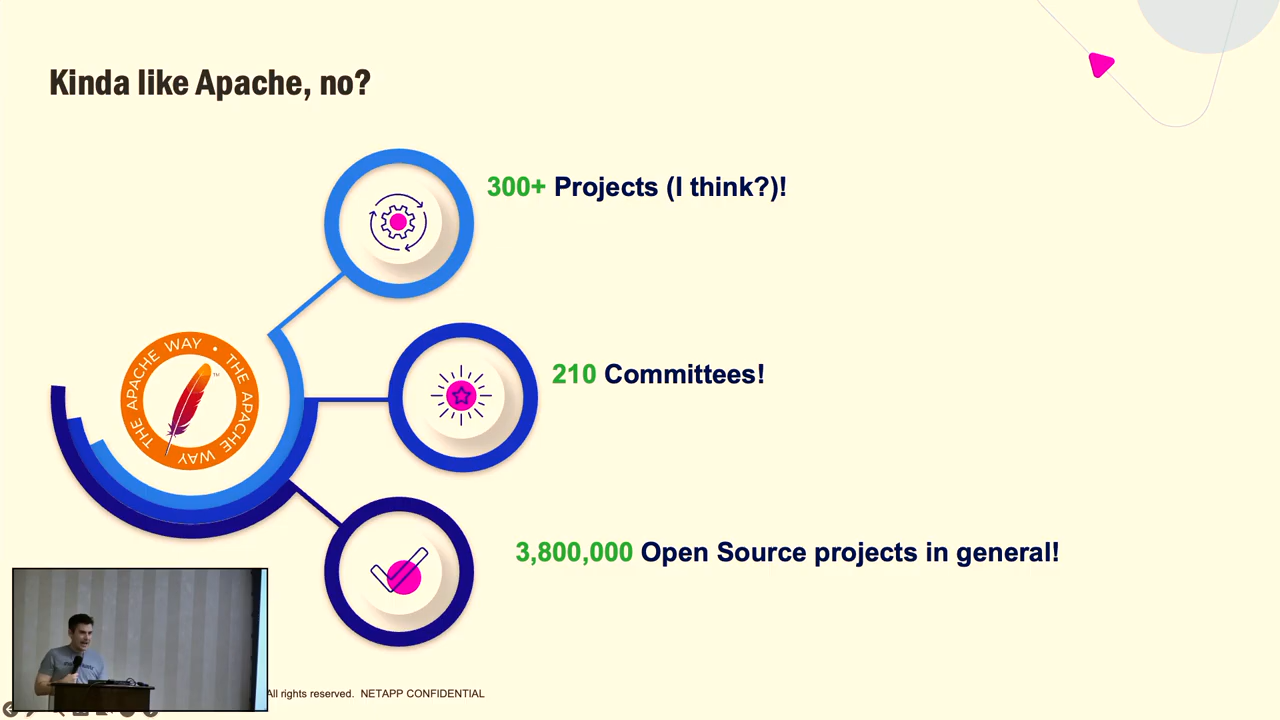 Kinda like Apache, no?
300+ Projects (I think?)!
THE APACHE WAY • THE APACHE WAY
TM
210 Committees!
3,800,000 Open Source projects in general!
All rights reserved. NETAPP CONFIDENTIAL